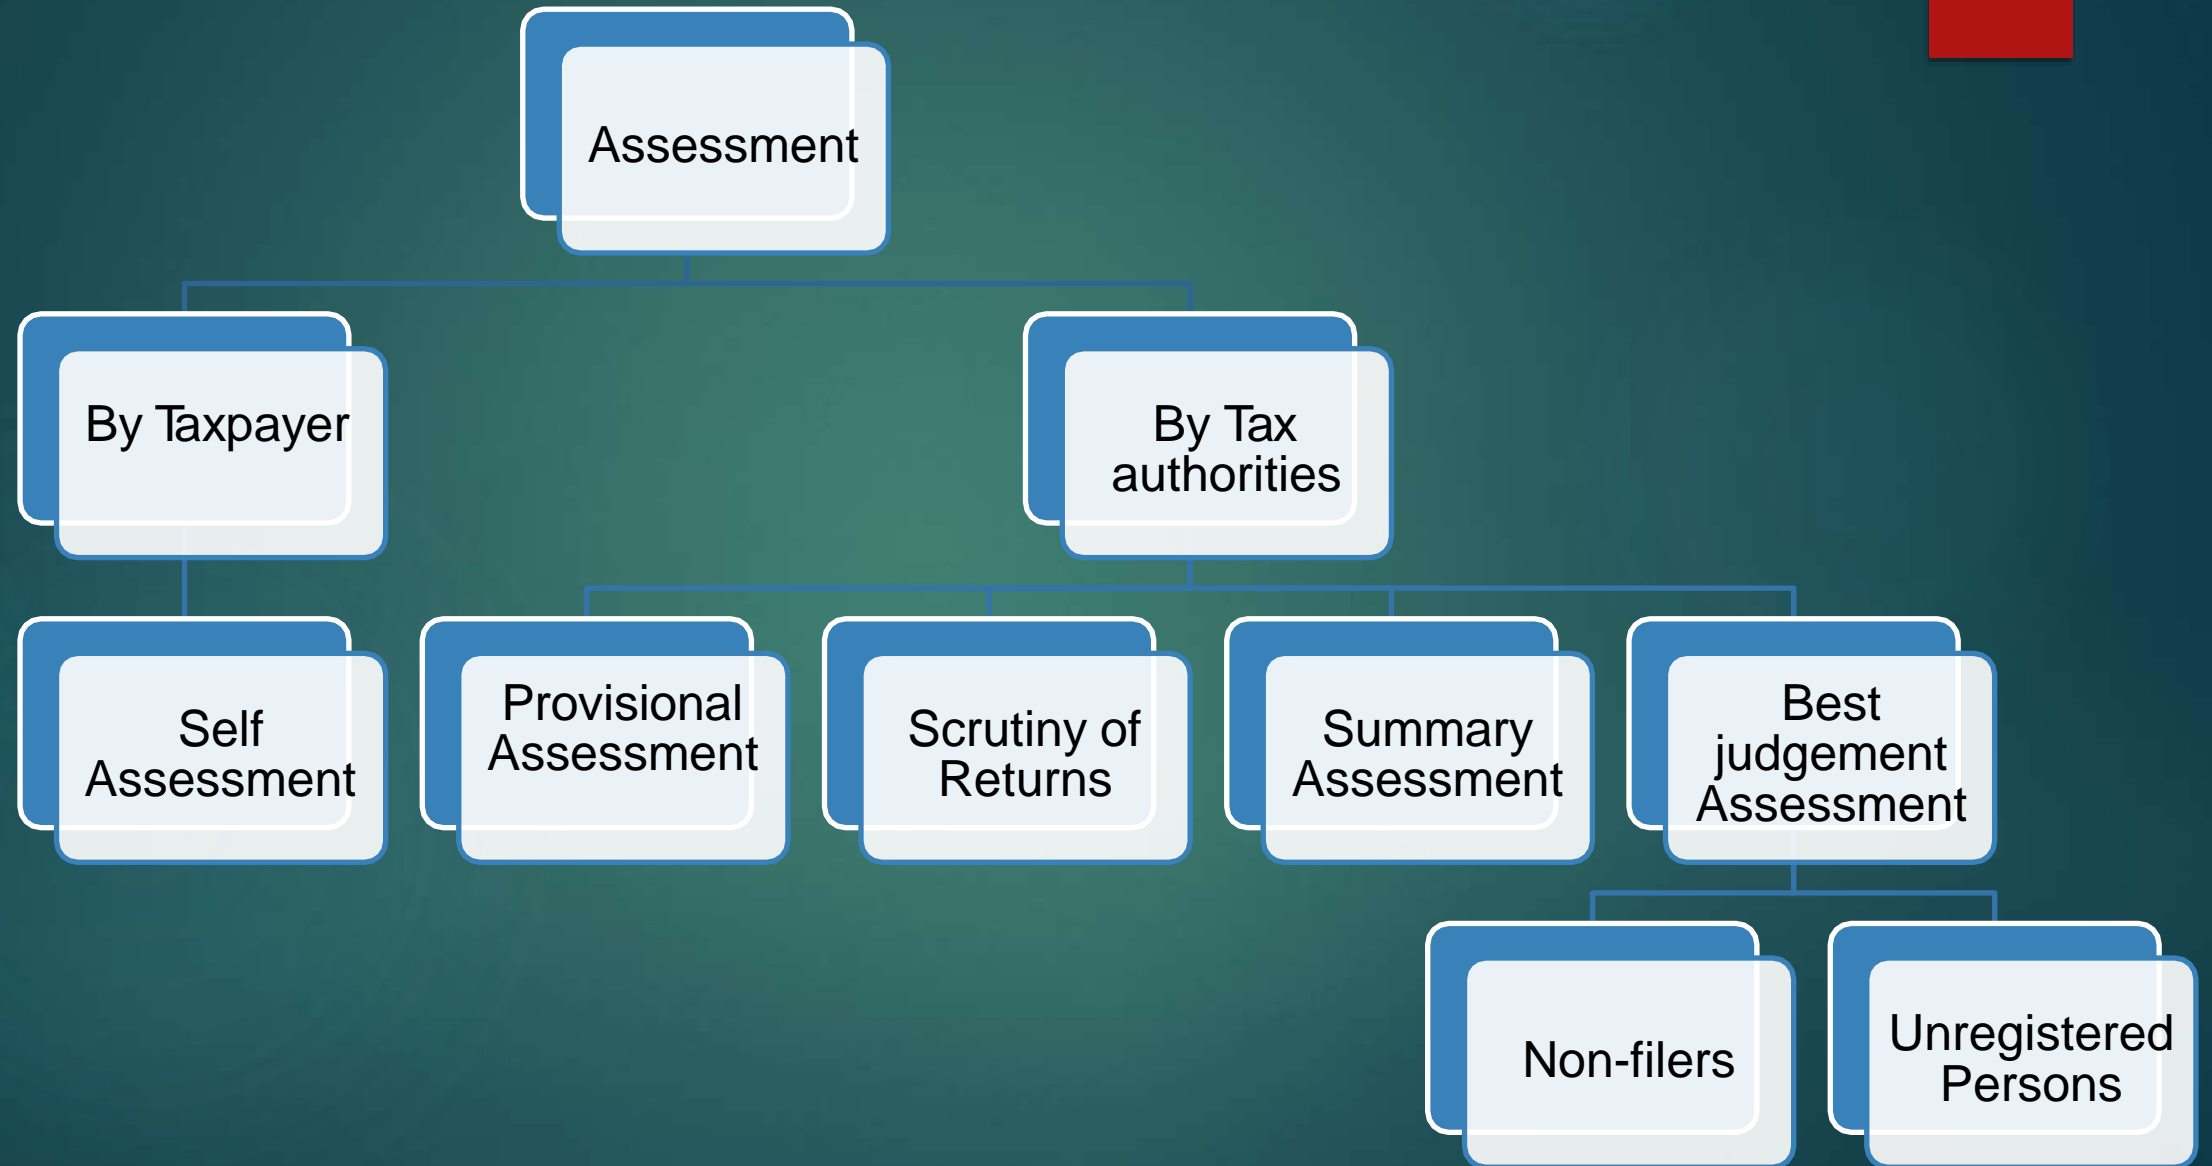 Assessment
By Taxpayer
By Tax
authorities
Self
Assessment
Provisional
Assessment
Scrutiny of
Returns
Summary
Assessment
Best
judgement
Assessment
Non-filers
Unregistered
Persons